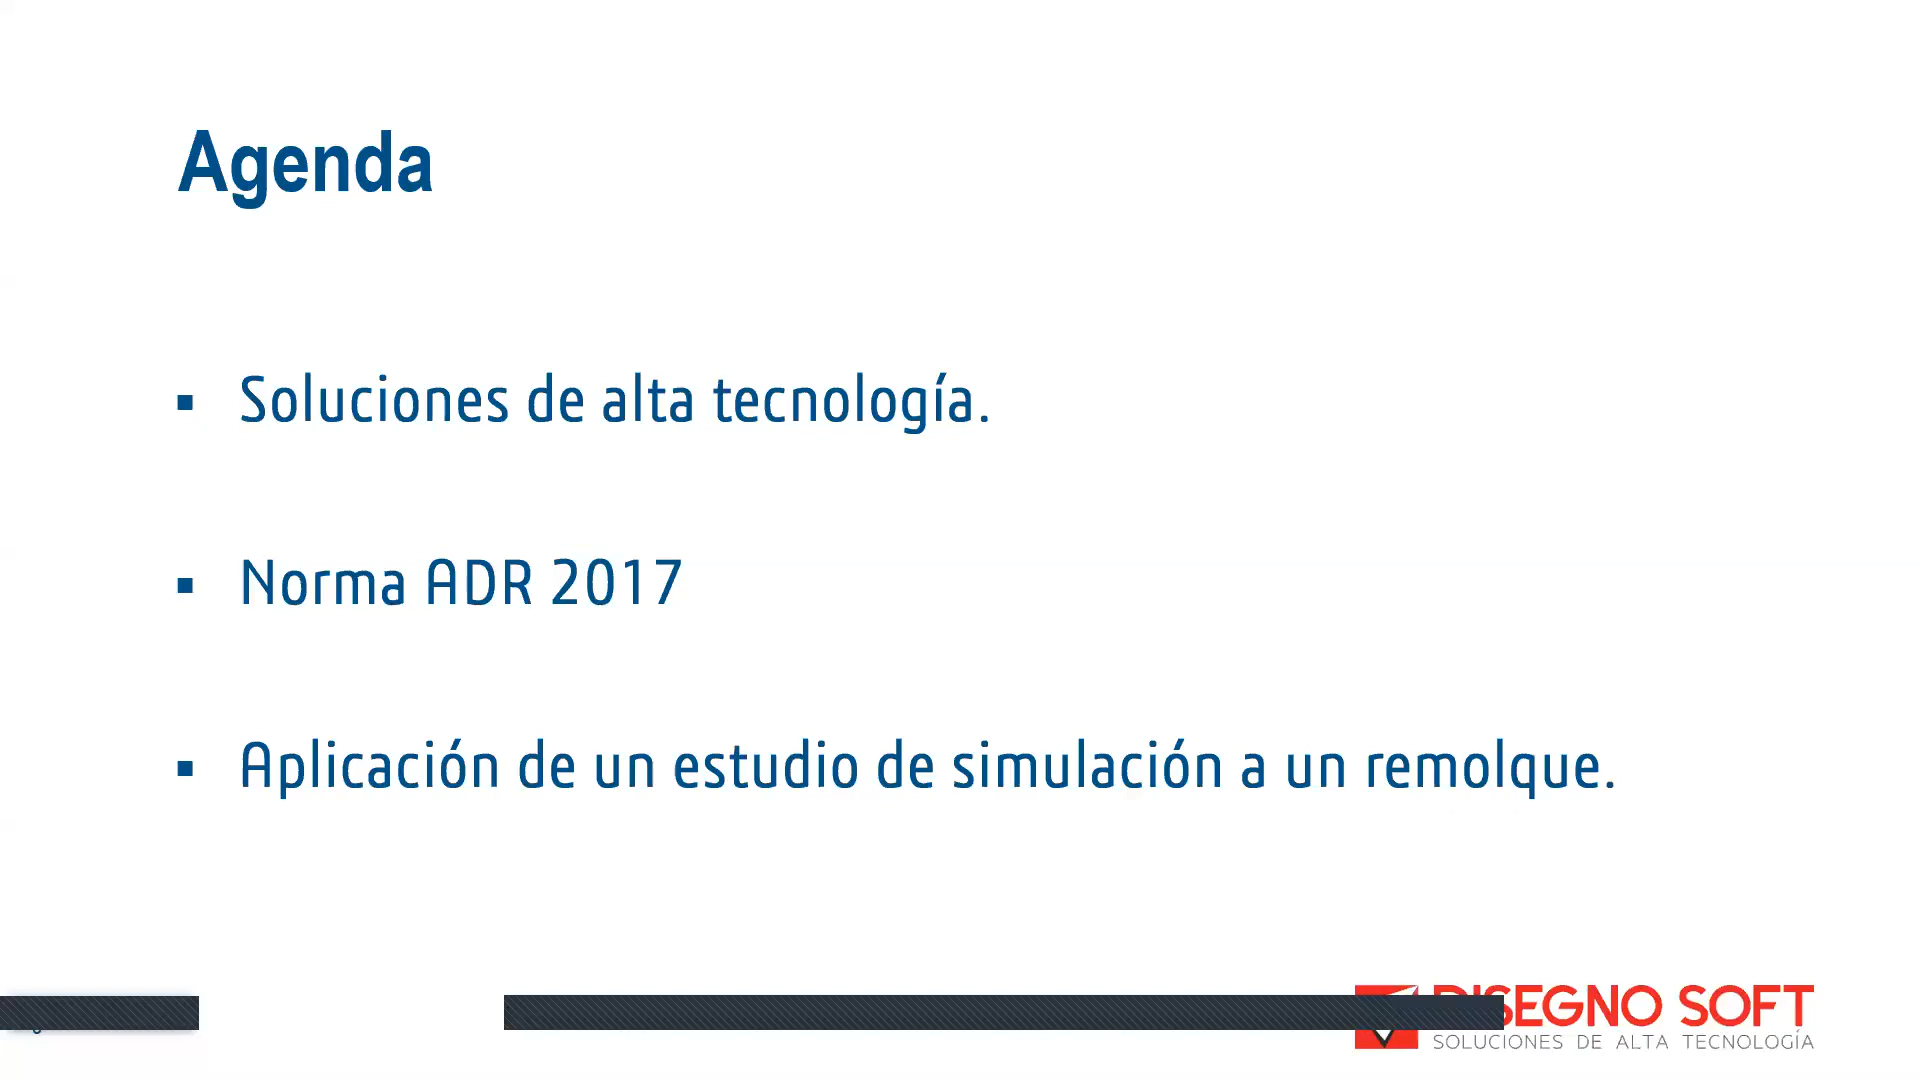 Agenda
▪ Soluciones de alta tecnología.
▪ Norma ADR 2017
▪ Aplicación de un estudio de simulación a un remolque.
DISEGNO SOFT
SOLUCIONES DE ALTA TECNOLOGÍA